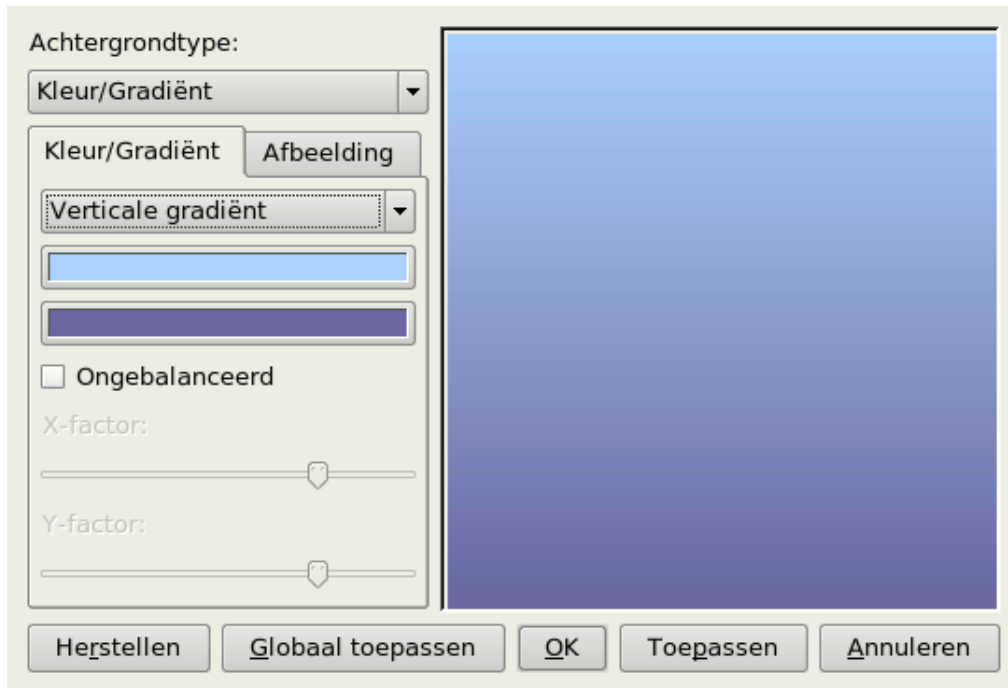 Achtergrondtype:
Kleur/Gradiënt
Kleur/Gradiënt Afbeelding
Verticale gradiënt
Ongebalanceerd
X-factor:
Y-factor:
Herstellen Globaal toepassen OK Toepassen Annuleren